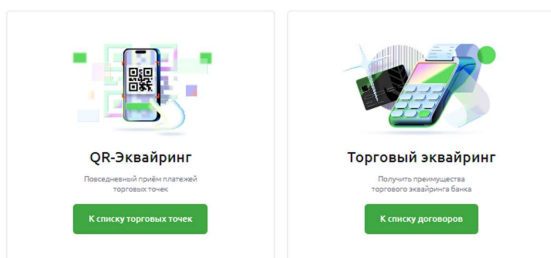 QR-Эквайринг
Повседневный приём платежей
торговых точек
К списку торговых точек
Торговый эквайринг
Получить преимущества
торгового эквайринга банка
К списку договоров